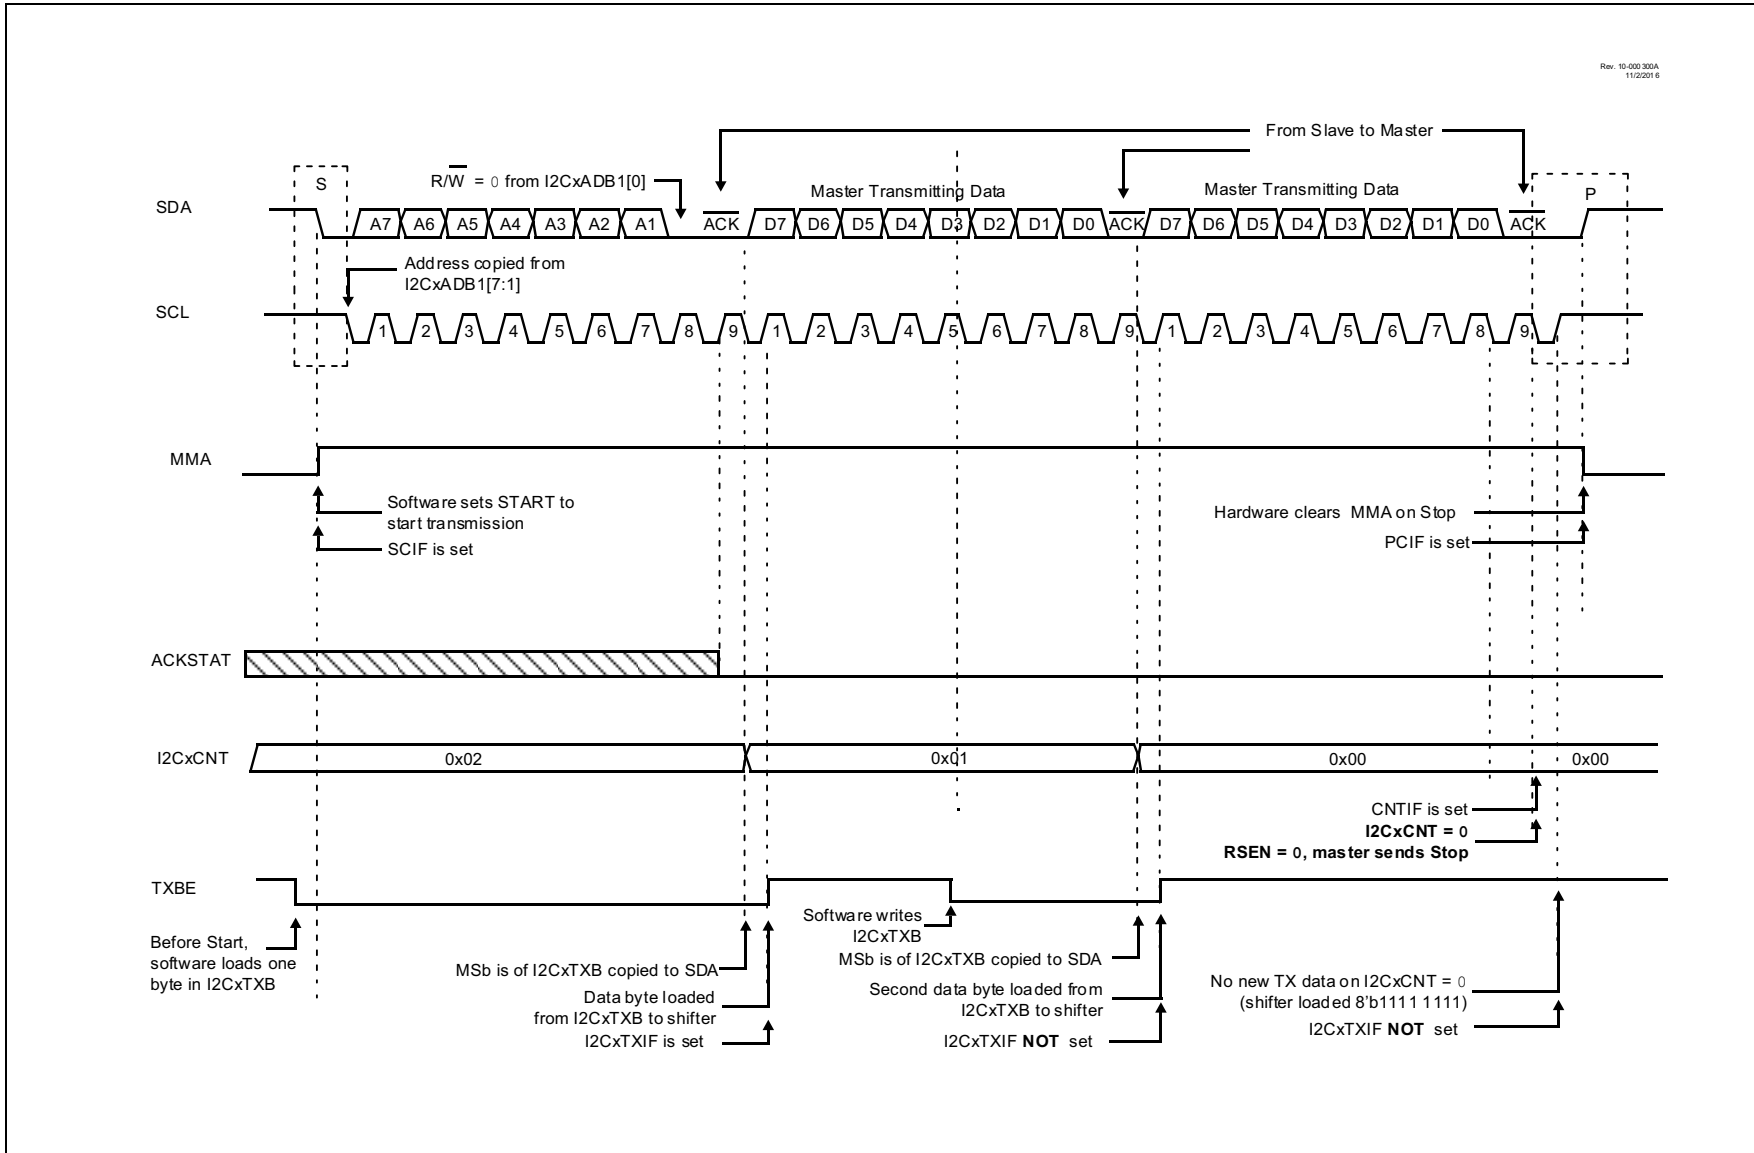 Rev. 10-000300A
11/2/2016
From Slave to Master
S
R/W = 0 from I2CxADB1[0]
Master Transmitting Data
Master Transmitting Data
P
SDA
A7 A6 A5 A4 A3 A2 A1 ACK D7 D6 D5 D4 D3 D2 D1 D0 ACK D7 D6 D5 D4 D3 D2 D1 D0 ACK
Address copied from
I2CxADB1[7:1]
SCL
1 2 3 4 5 6 7 8 9 1 2 3 4 5 6 7 8 9 1 2 3 4 5 6 7 8 9
MMA
Software sets START to
start transmission
SCIF is set
Hardware clears MMA on Stop
PCIF is set
ACKSTAT
I2CxCNT
0x02 0x01 0x00 0x00
CNTIF is set
I2CxCNT = 0
RSEN = 0, master sends Stop
TXBE
Before Start,
software loads one
byte in I2CxTXB
MSb is of I2CxTXB copied to SDA
Data byte loaded
from I2CxTXB to shifter
I2CxTXIF is set
Software writes
I2CxTXB
MSb is of I2CxTXB copied to SDA
Second data byte loaded from
I2CxTXB to shifter
I2CxTXIF NOT set
No new TX data on I2CxCNT = 0
(shifter loaded 8'b1111 1111)
I2CxTXIF NOT set